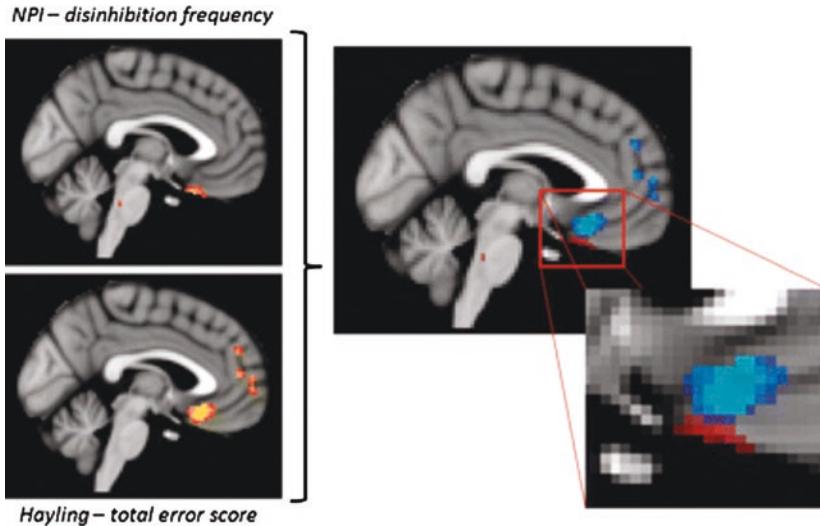 NPI – disinhibition frequency
Hayling – total error score